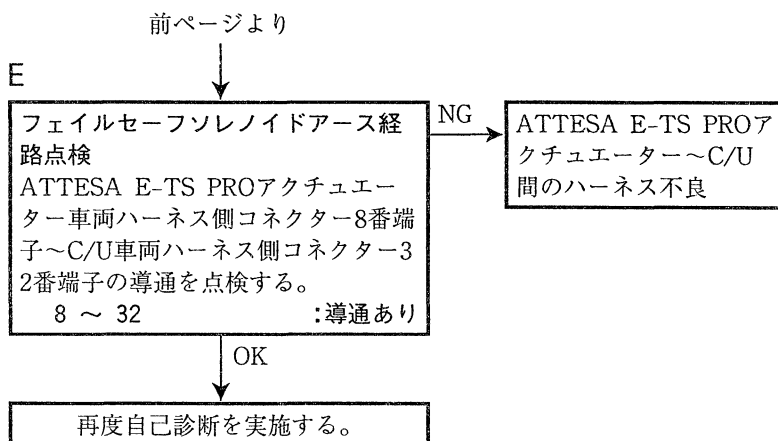 前ページより
E
フェイルセーフソレノイドアース経
路点検
ATTESA E-TS PROアクチュエー
ター車両ハーネス側コネクター8番端
子～C/U車両ハーネス側コネクター3
2番端子の導通を点検する。
8 ～ 32 :導通あり
NG
ATTESA E-TS PROア
クチュエーター～C/U
間のハーネス不良
OK
再度自己診断を実施する。